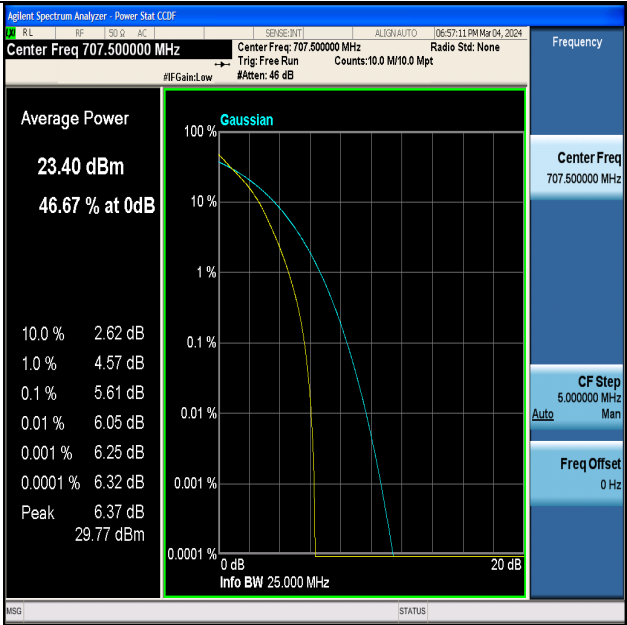 Agilent Spectrum Analyzer - Power Stat CCDF
LXI RL RF 50 Ω AC SENSE:INT ALIGN AUTO 06:57:11 PM Mar 04, 2024
Center Freq 707.500000 MHz
Center Freq: 707.500000 MHz Radio Std: None
Trig: Free Run Counts:10.0 M/10.0 Mpt
#IFGain:Low #Atten: 46 dB
Frequency
Average Power
23.40 dBm
46.67 % at 0dB
10.0 % 2.62 dB
1.0 % 4.57 dB
0.1 % 5.61 dB
0.01 % 6.05 dB
0.001 % 6.25 dB
0.0001 % 6.32 dB
Peak 6.37 dB
29.77 dBm
Gaussian
100 %
10 %
1 %
0.1 %
0.01 %
0.001 %
0.0001 %
0 dB 20 dB
Info BW 25.000 MHz
Center Freq
707.500000 MHz
CF Step
5.000000 MHz
Auto Man
Freq Offset
0 Hz
MSG STATUS